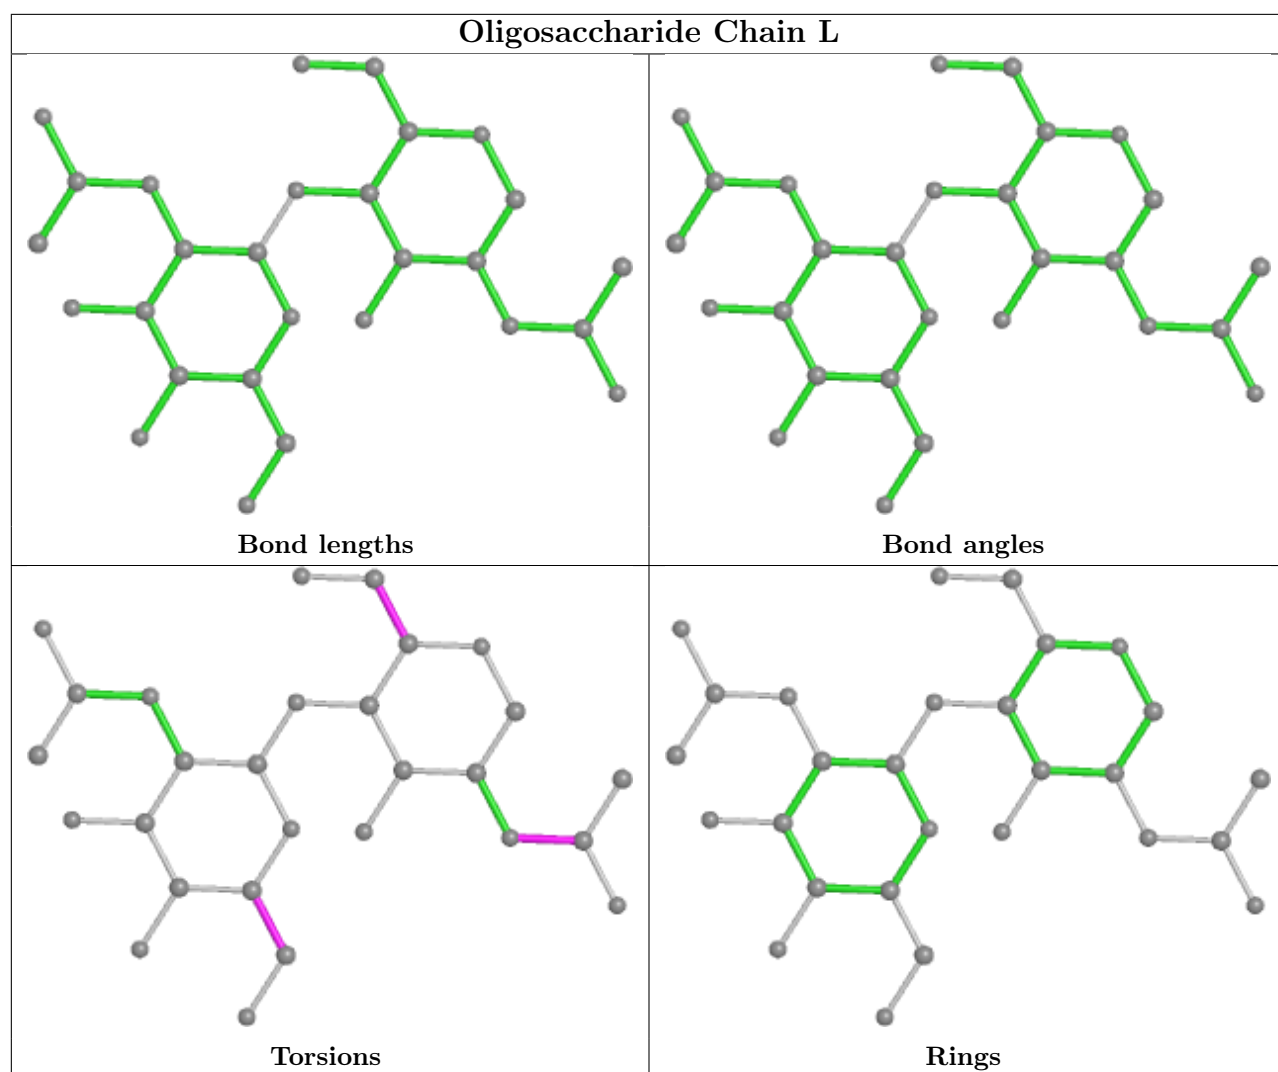 Oligosaccharide Chain L
Bond lengths
Bond angles
Torsions
Rings